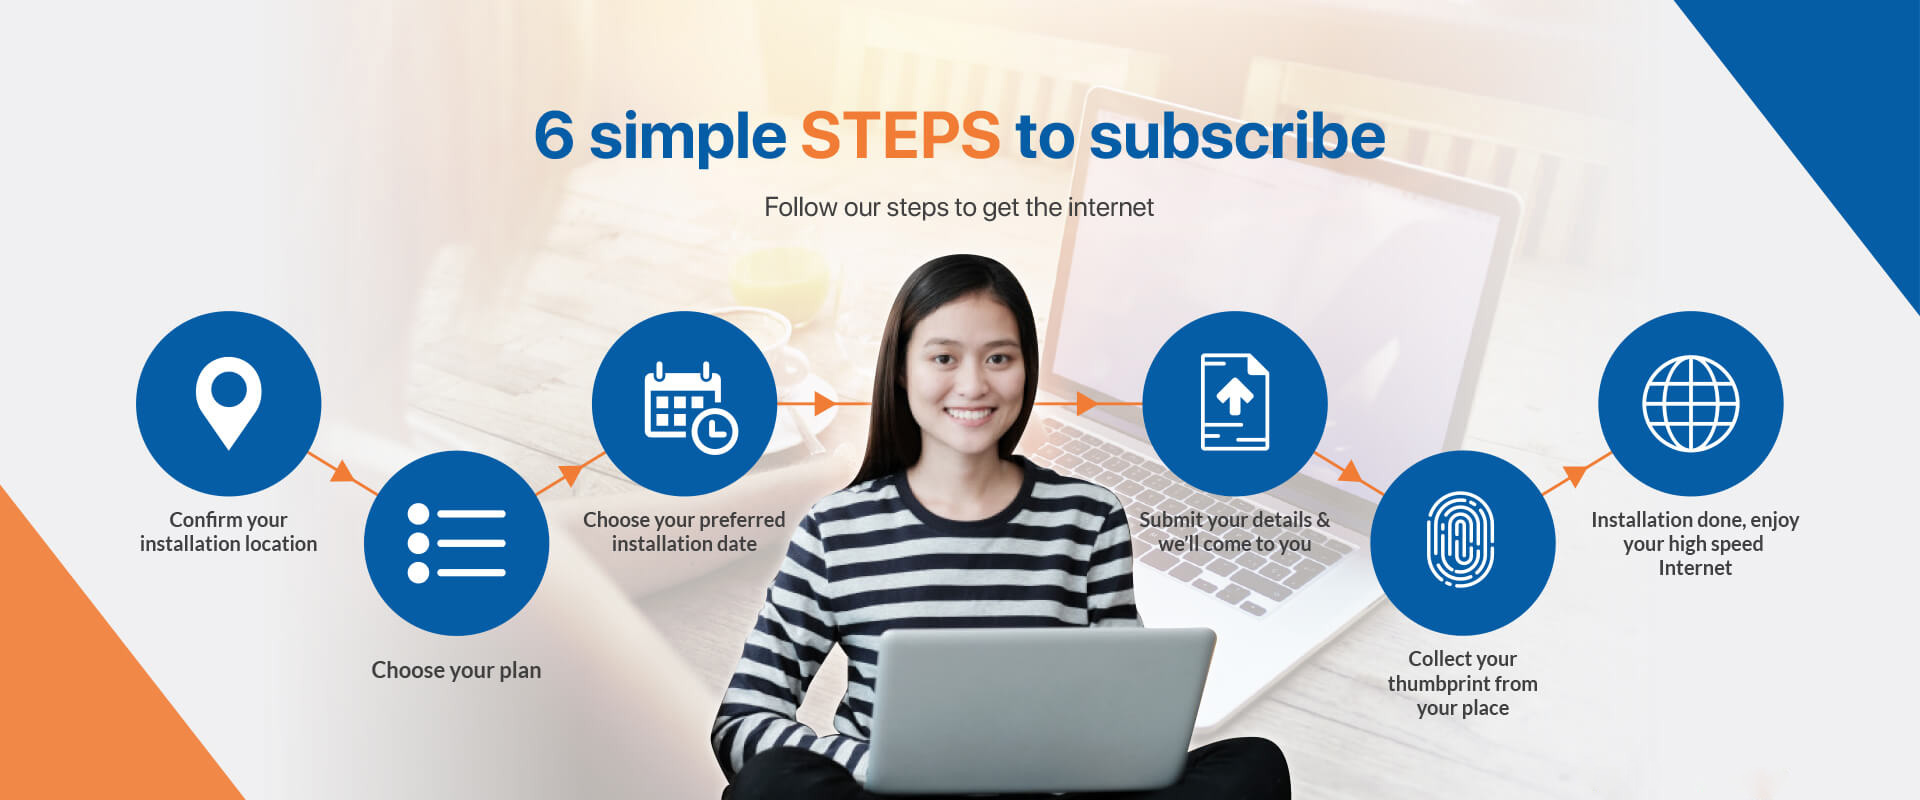 6 simple STEPS to subscribe
Follow our steps to get the internet
Confirm your
installation location
Choose your plan
Choose your preferred
installation date
Submit your details &
we'll come to you
Collect your
thumbprint from
your place
Installation done, enjoy
your high speed
Internet